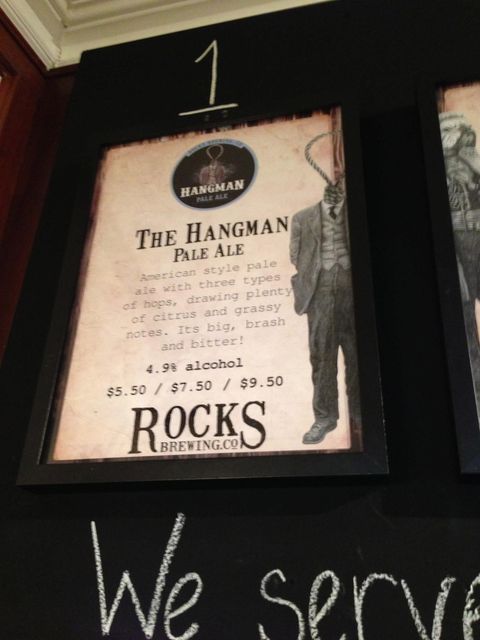 1
HANGMAN
PALE ALE
THE HANGMAN
PALE ALE
American style pale
ale with three types
of hops, drawing plenty
of citrus and grassy
notes. Its big, brash
and bitter!
4.9% alcohol
$5.50 / $7.50 / $9.50
ROCKS
BREWING.CO
We serve